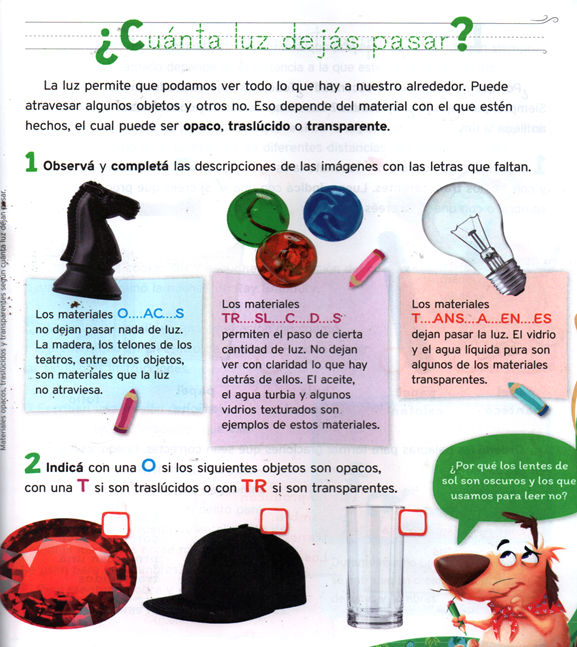 ¿Cuánta luz dejás pasar?
La luz permite que podamos ver todo lo que hay a nuestro alrededor. Puede
atravesar algunos objetos y otros no. Eso depende del material con el que estén
hechos, el cual puede ser opaco, traslúcido o transparente.
1 Observá y completá las descripciones de las imágenes con las letras que faltan.
Los materiales O....AC...S
no dejan pasar nada de luz.
La madera, los telones de los
teatros, entre otros objetos,
son materiales que la luz
no atraviesa.
Los materiales
TR....SL....C....D...S
permiten el paso de cierta
cantidad de luz. No dejan
ver con claridad lo que hay
detrás de ellos. El aceite,
el agua turbia y algunos
vidrios texturados son
ejemplos de estos materiales.
Los materiales
T....ANS....A....EN....ES
dejan pasar la luz. El vidrio
y el agua líquida pura son
algunos de los materiales
transparentes.
Materiales opacos, traslúcidos y transparentes según cuánta luz dejan pasar.
2 Indicá con una O si los siguientes objetos son opacos,
con una T si son traslúcidos o con TR si son transparentes.
¿Por qué los lentes de
sol son oscuros y los que
usamos para leer no?